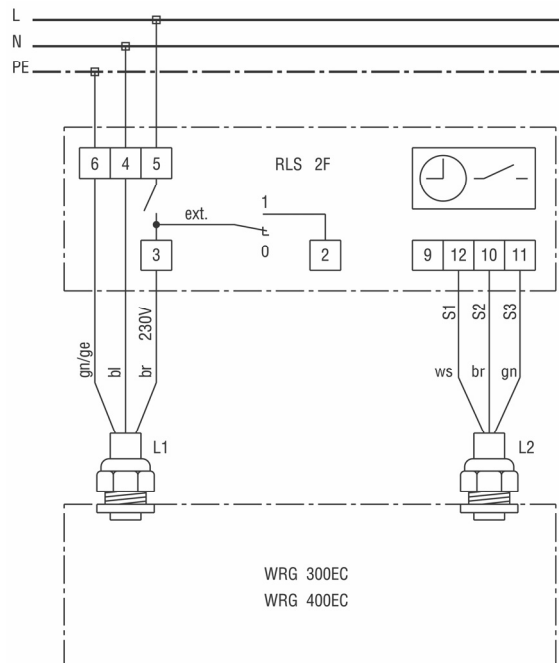 L
N
PE
6 4 5
RLS 2F
ext.
1
0
3
2
9 12 10 11
230V
S1
S2
S3
gn/ge
bl
br
ws
br
gn
L1
L2
WRG 300EC
WRG 400EC